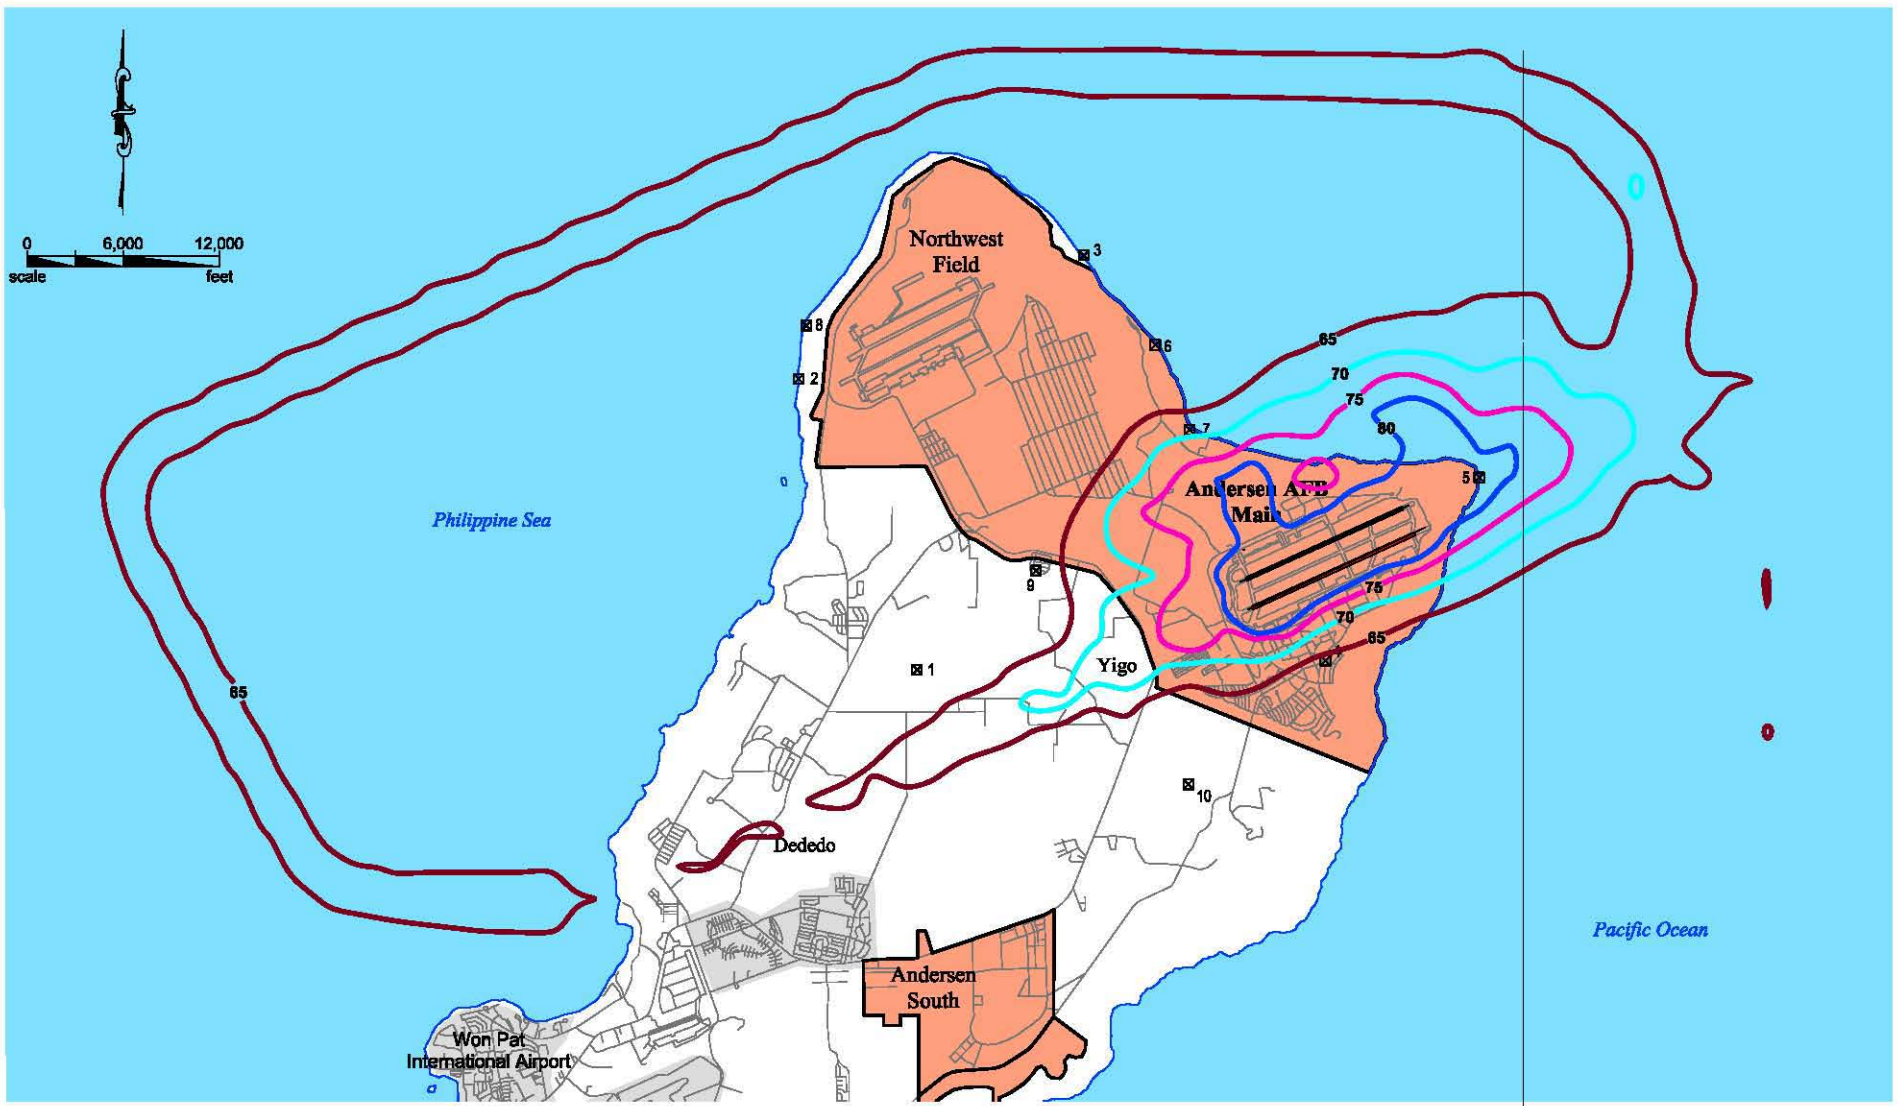 0 6,000 12,000
scale feet
Northwest
Field
3
8
6
2
65
70
75
7
80
5
Andersen AFB
Main
Philippine Sea
9
75
70
65
Yigo
1
65
10
Dededo
Pacific Ocean
Andersen
South
Won Pat
International Airport